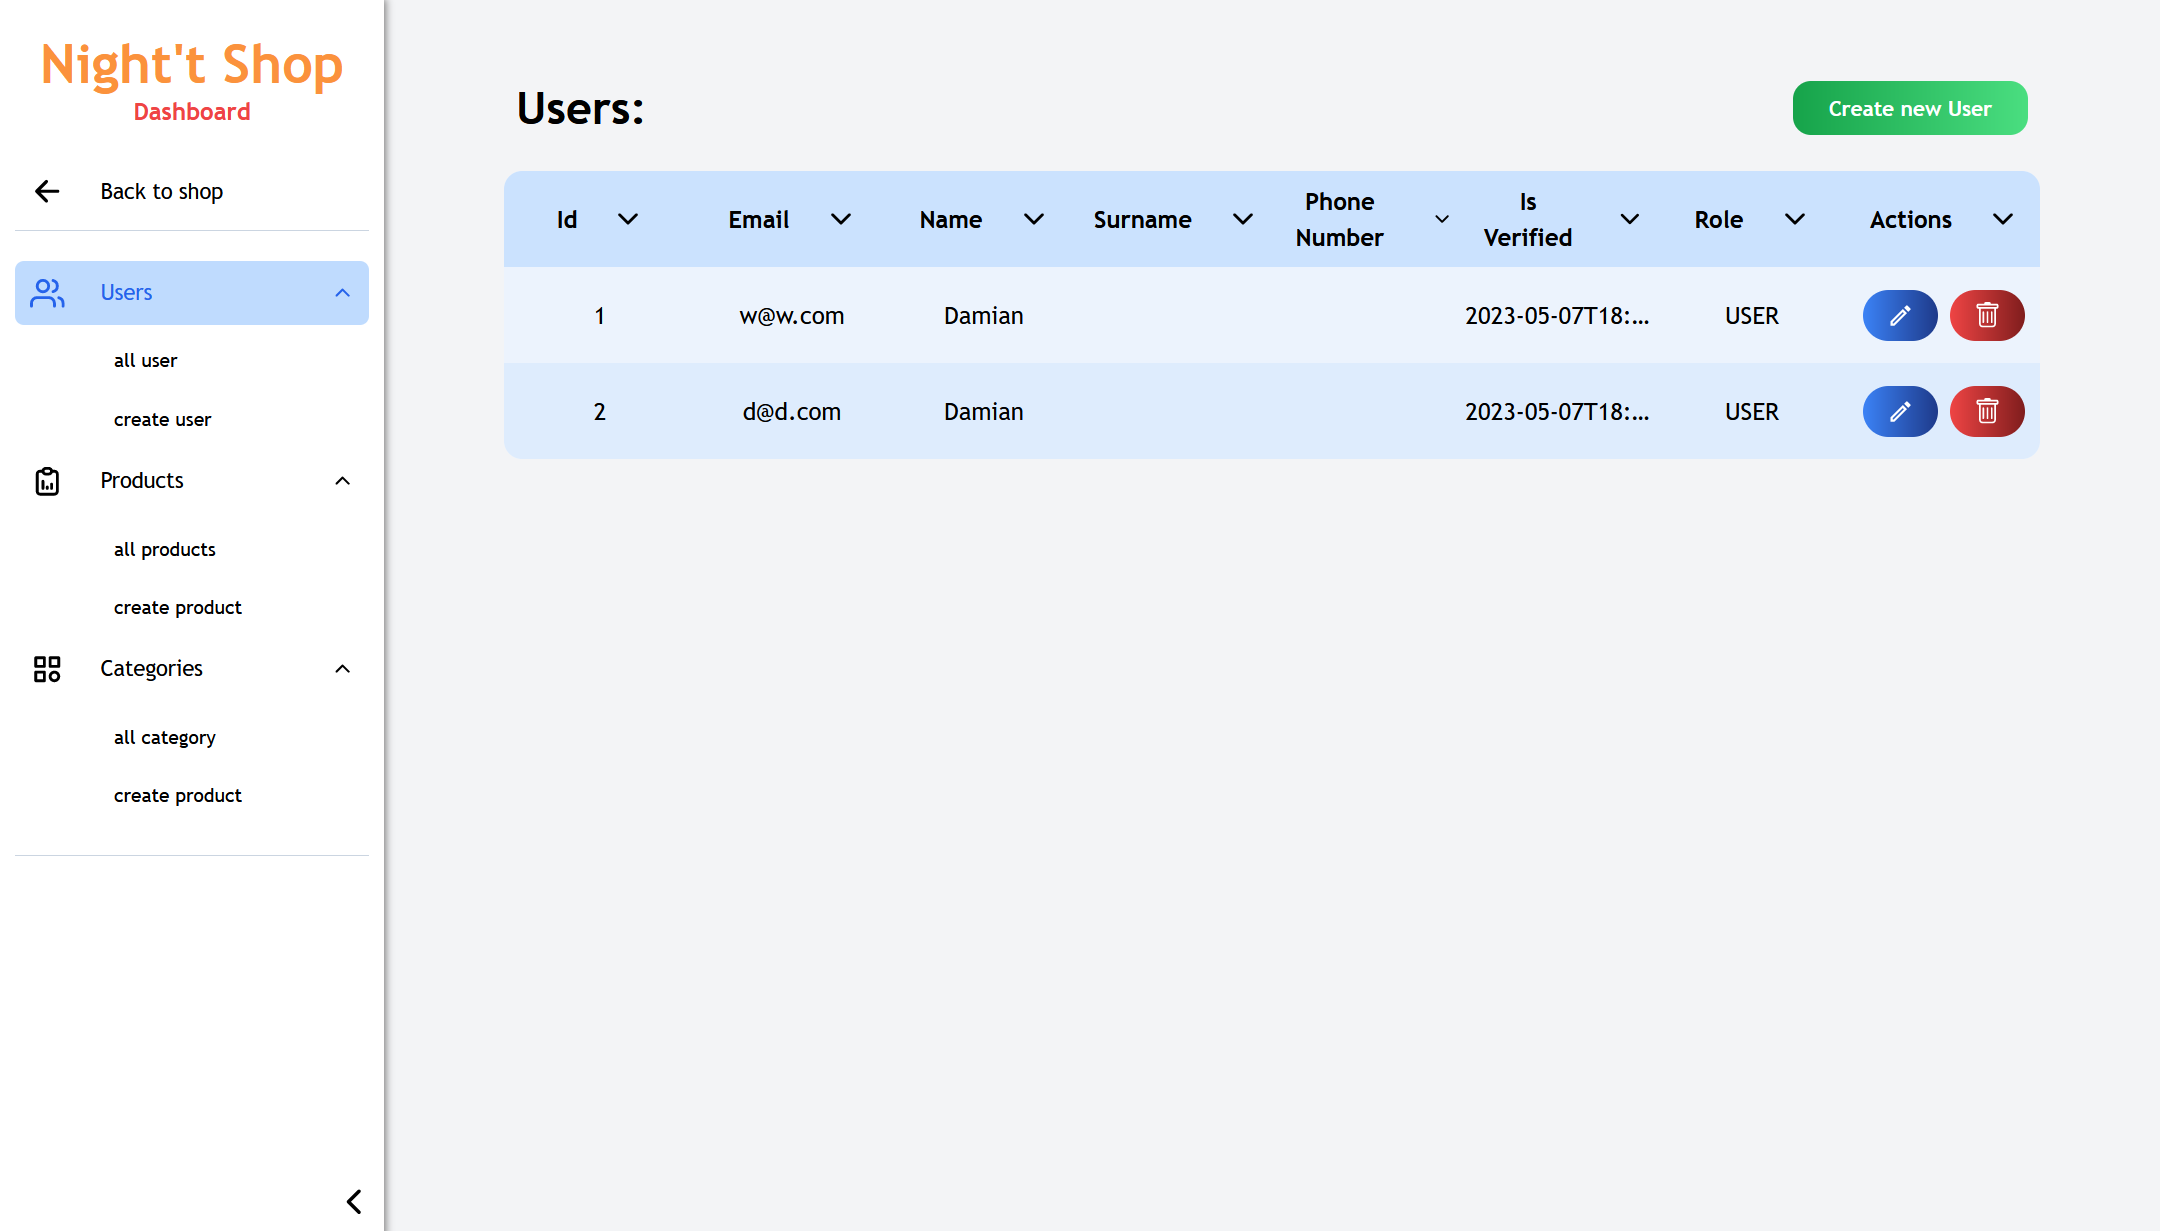 Night't Shop
Dashboard
Back to shop
Users
all user
create user
Products
all products
create product
Categories
all category
create product
Users:
Create new User
Id Email Name Surname Phone Number Is Verified Role Actions
1 w@w.com Damian 2023-05-07T18:... USER
2 d@d.com Damian 2023-05-07T18:... USER